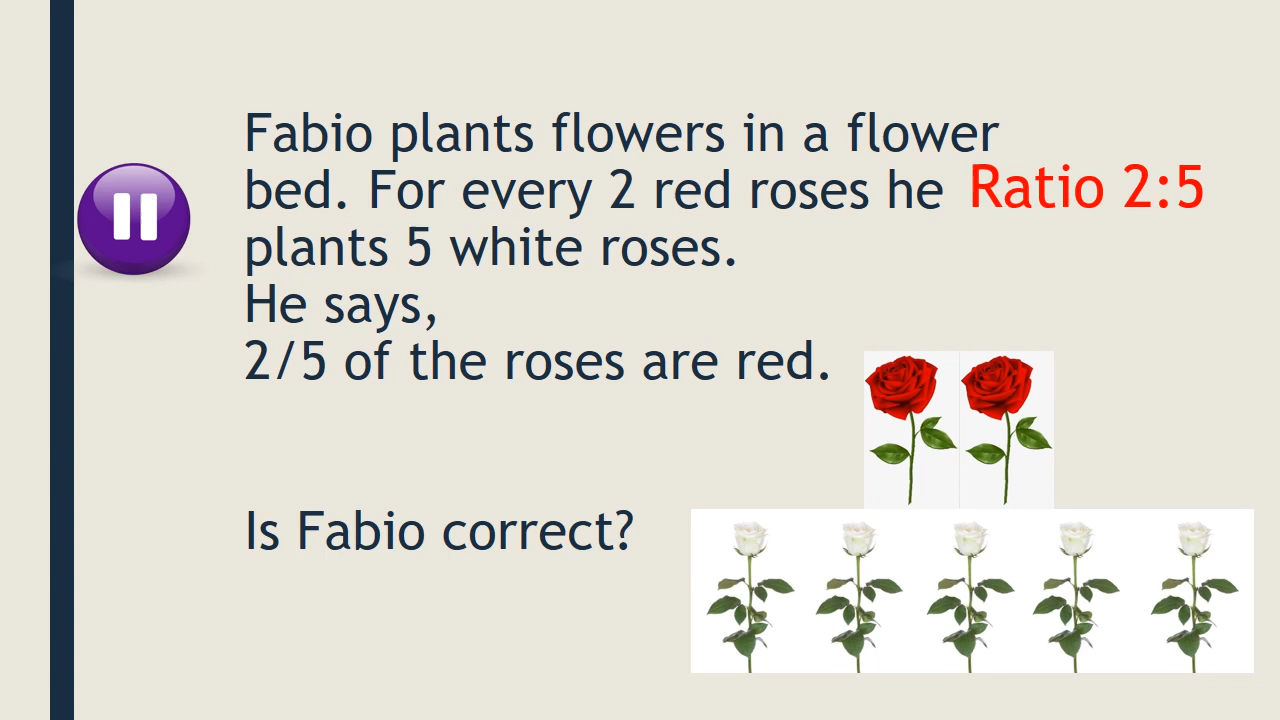 Fabio plants flowers in a flower
bed. For every 2 red roses he
Ratio 2:5
plants 5 white roses.
He says,
2/5 of the roses are red.
Is Fabio correct?